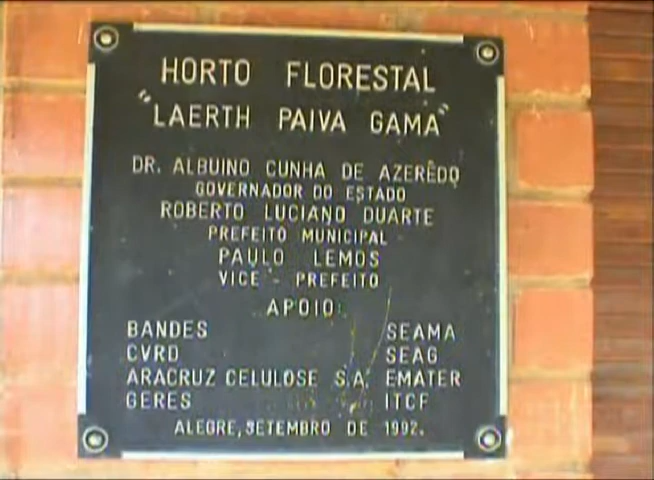 HORTO FLORESTAL
"LAERTH PAIVA GAMA"
DR. ALBUINO CUNHA DE AZERÊDO
GOVERNADOR DO ESTADO
ROBERTO LUCIANO DUARTE
PREFEITO MUNICIPAL
PAULO LEMOS
VICE - PREFEITO
APOIO:
BANDES SEAMA
CVRD SEAG
ARACRUZ CELULOSE S.A. EMATER
GERES ITCF
ALEGRE, SETEMBRO DE 1992.